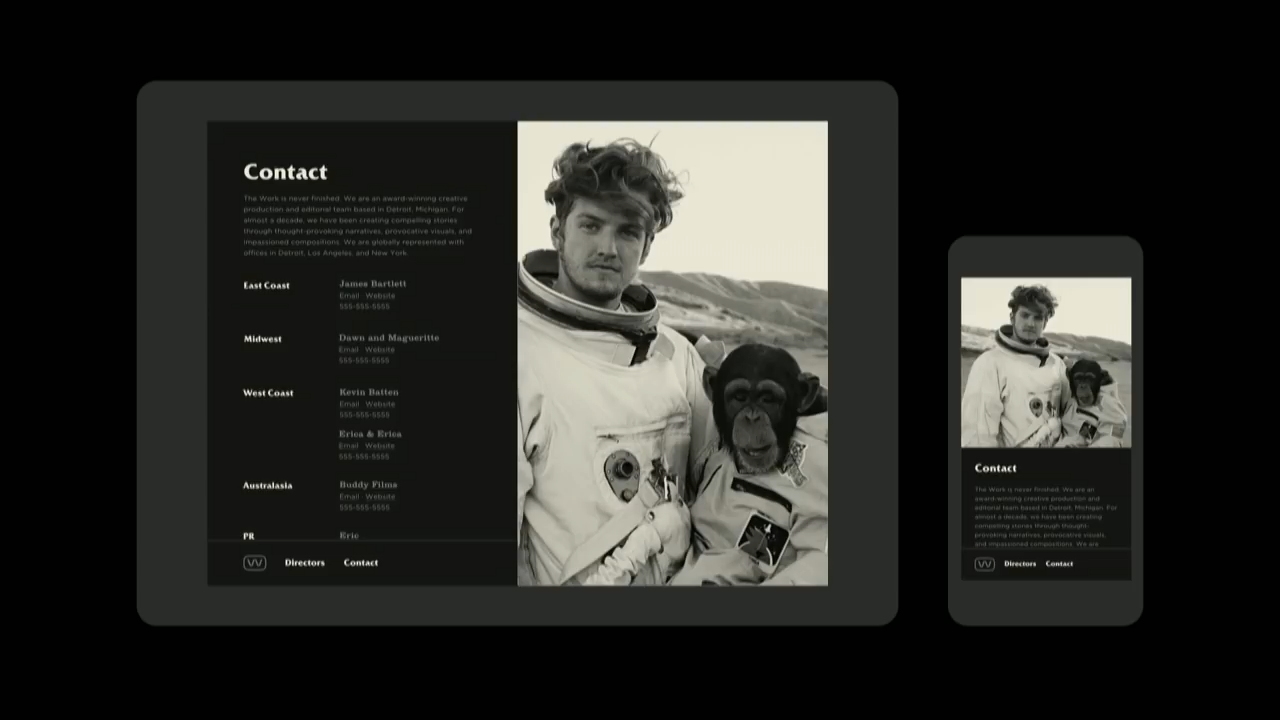 Contact
The Work is never finished. We are an award-winning creative
production and editorial team based in Detroit, Michigan. For
almost a decade, we have been creating compelling stories
through thought-provoking narratives, provocative visuals, and
impassioned compositions. We are globally represented with
offices in Detroit, Los Angeles, and New York.
East Coast
James Bartlett
Email Website
555-555-5555
Midwest
Dawn and Magueritte
Email Website
555-555-5555
West Coast
Kevin Batten
Email Website
555-555-5555
Erica & Erica
Email Website
555-555-5555
Australasia
Buddy Films
Email Website
555-555-5555
PR
Eric
W Directors Contact
Contact
The Work is never finished. We are an
award-winning creative production and
editorial team based in Detroit, Michigan. For
almost a decade, we have been creating
compelling stories through thought-
provoking narratives, provocative visuals,
and impassioned compositions. We are
W Directors Contact